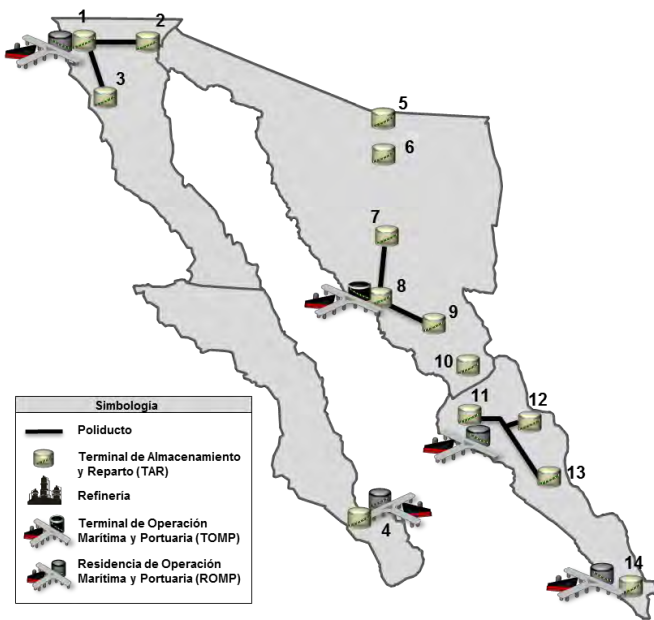 1
2
3
5
6
7
8
9
10
11
12
13
4
14
Simbología
Poliducto
Terminal de Almacenamiento
y Reparto (TAR)
Refinería
Terminal de Operación
Marítima y Portuaria (TOMP)
Residencia de Operación
Marítima y Portuaria (ROMP)